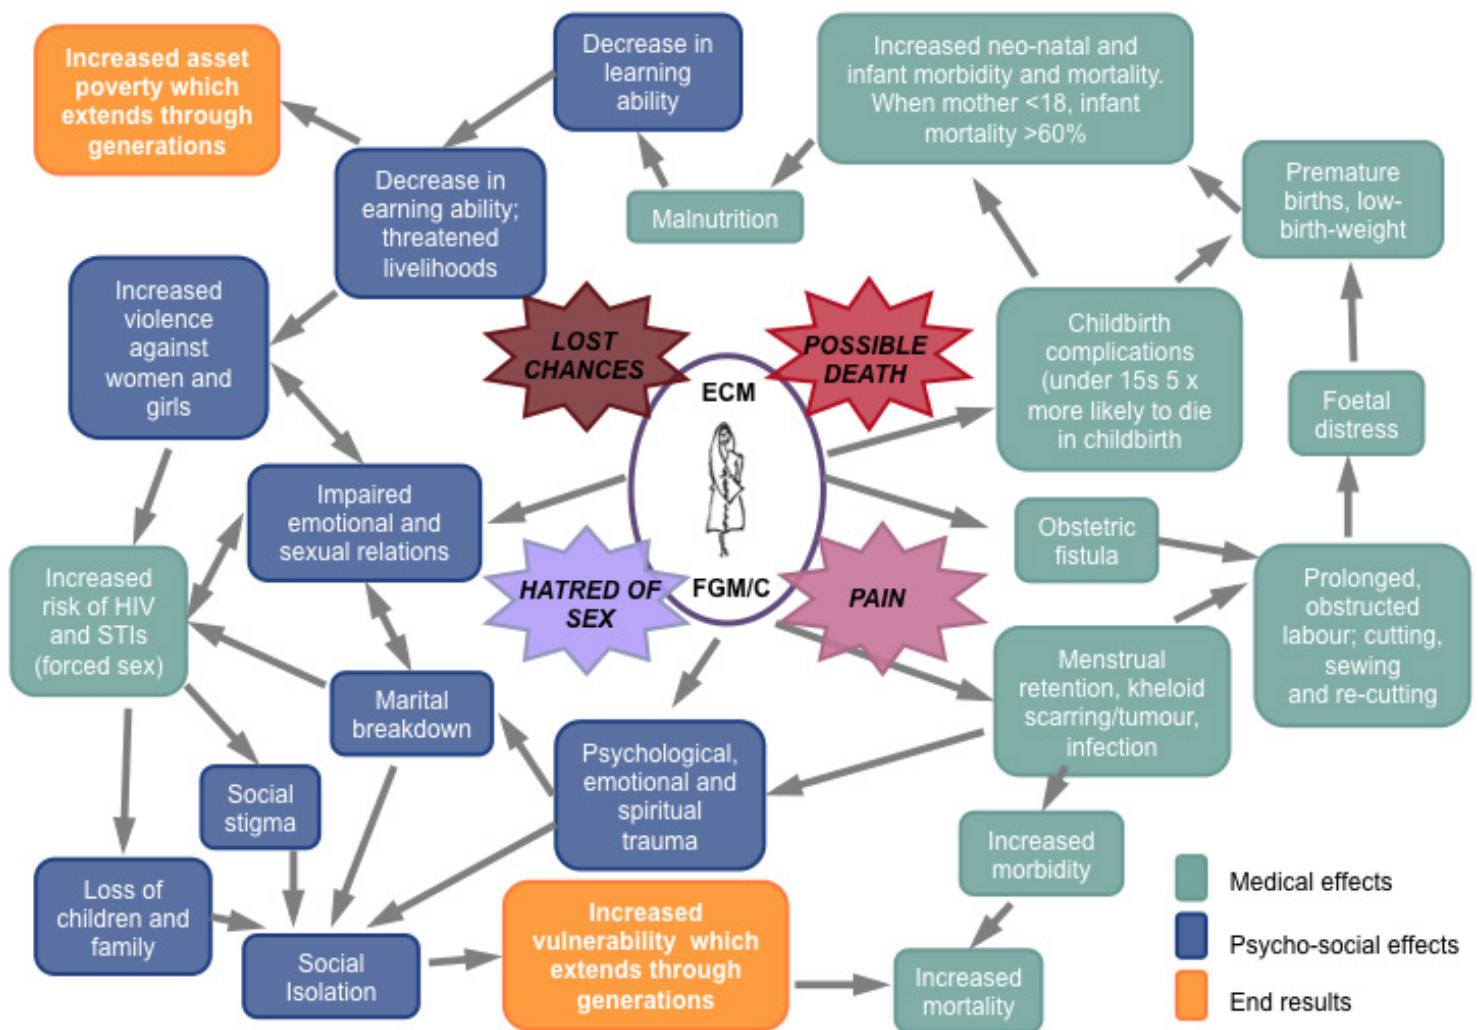 Increased asset
poverty which
extends through
generations
Decrease in
learning
ability
Increased neo-natal and
infant morbidity and mortality.
When mother <18, infant
mortality >60%
Malnutrition
Premature
births, low-
birth-weight
Decrease in
earning ability;
threatened
livelihoods
Increased
violence
against
women and
girls
LOST
CHANCES
POSSIBLE
DEATH
ECM
Childbirth
complications
(under 15s 5 x
more likely to die
in childbirth
Foetal
distress
Impaired
emotional and
sexual relations
Obstetric
fistula
Increased
risk of HIV
and STIs
(forced sex)
HATRED OF
SEX
FGM/C
PAIN
Prolonged,
obstructed
labour; cutting,
sewing
and re-cutting
Marital
breakdown
Menstrual
retention, kheloid
scarring/tumour,
infection
Psychological,
emotional and
spiritual
trauma
Social
stigma
Increased
morbidity
Loss of
children and
family
Social
Isolation
Increased
vulnerability which
extends through
generations
Increased
mortality
Medical effects
Psycho-social effects
End results